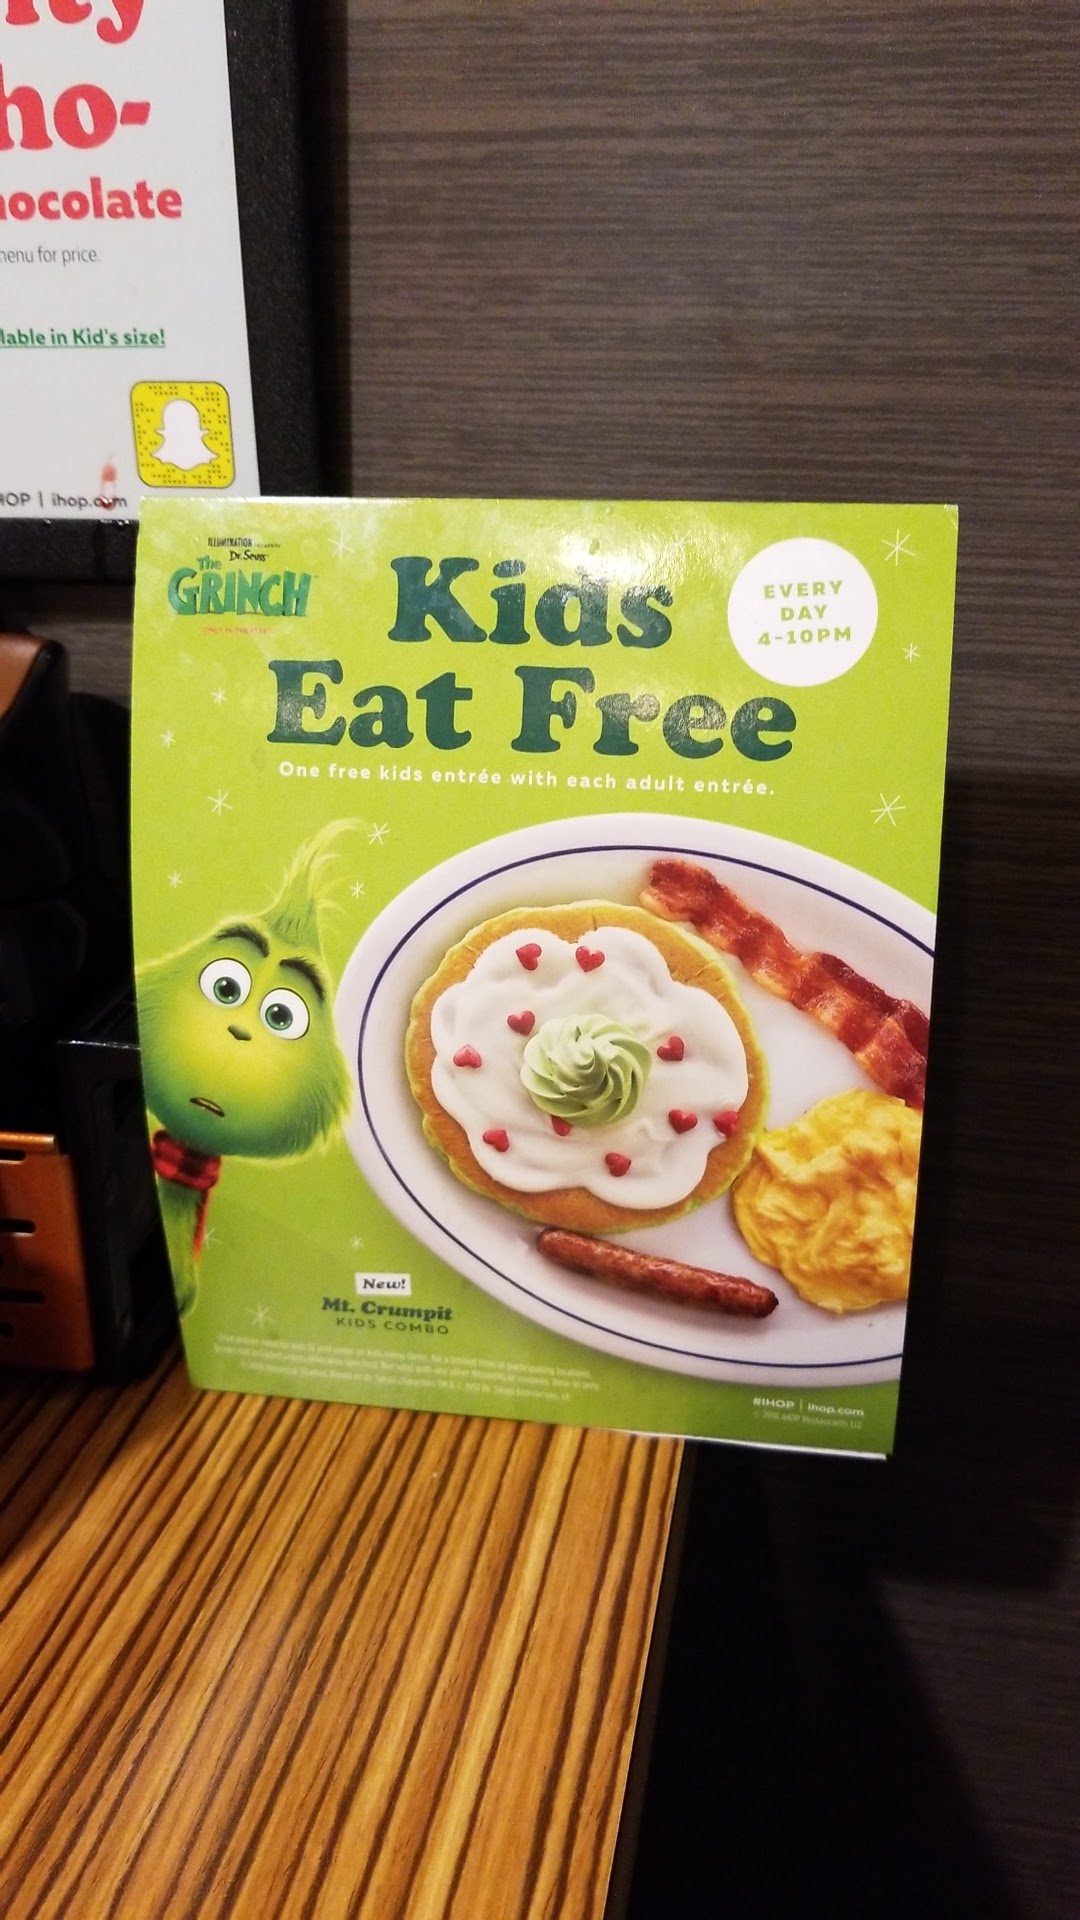 ho-
hocolate
menu for price.
lable in Kid's size!
HOP | ihop.com
ILLUMINATION PRESENTS
Dr. Seuss'
The
GRINCH
Kids
Eat Free
EVERY
DAY
4-10PM
One free kids entrée with each adult entrée.
New!
Mt. Crumpit
KIDS COMBO
#IHOP | ihop.com